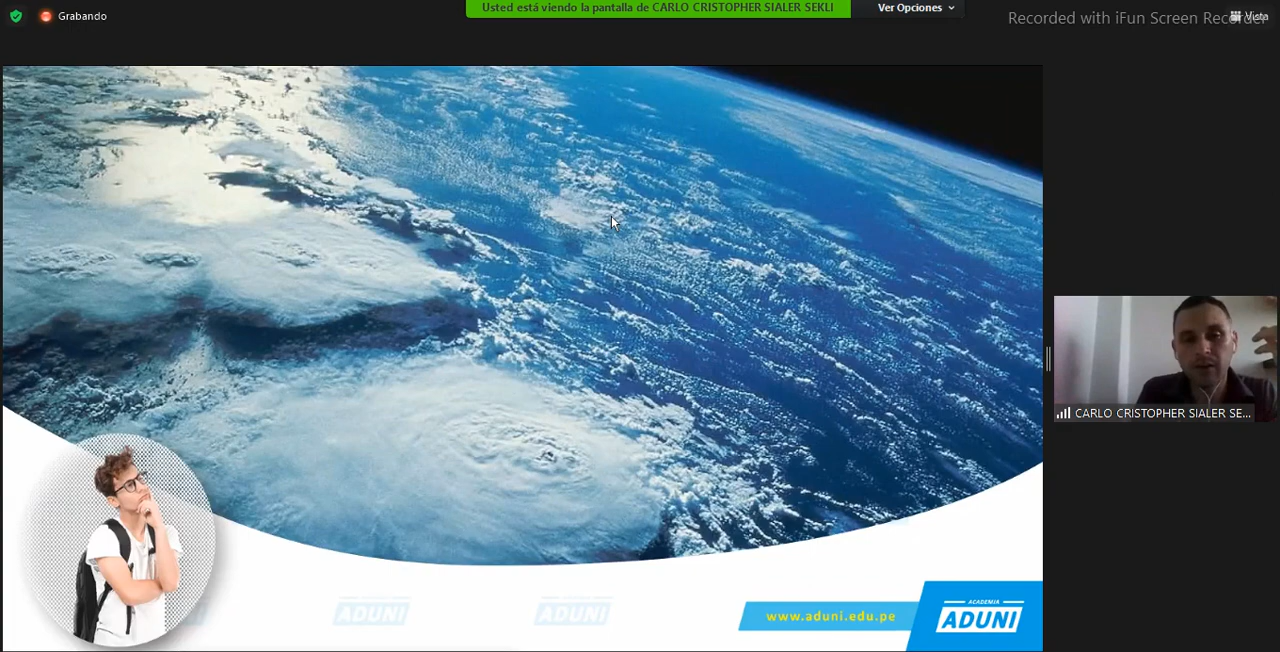 Grabando
Usted está viendo la pantalla de CARLO CRISTOPHER SIALER SEKLI
Ver Opciones
Recorded with iFun Screen Recorder
Vista
CARLO CRISTOPHER SIALER SE...
ADUNI
ADUNI
www.aduni.edu.pe
ACADEMIA
ADUNI